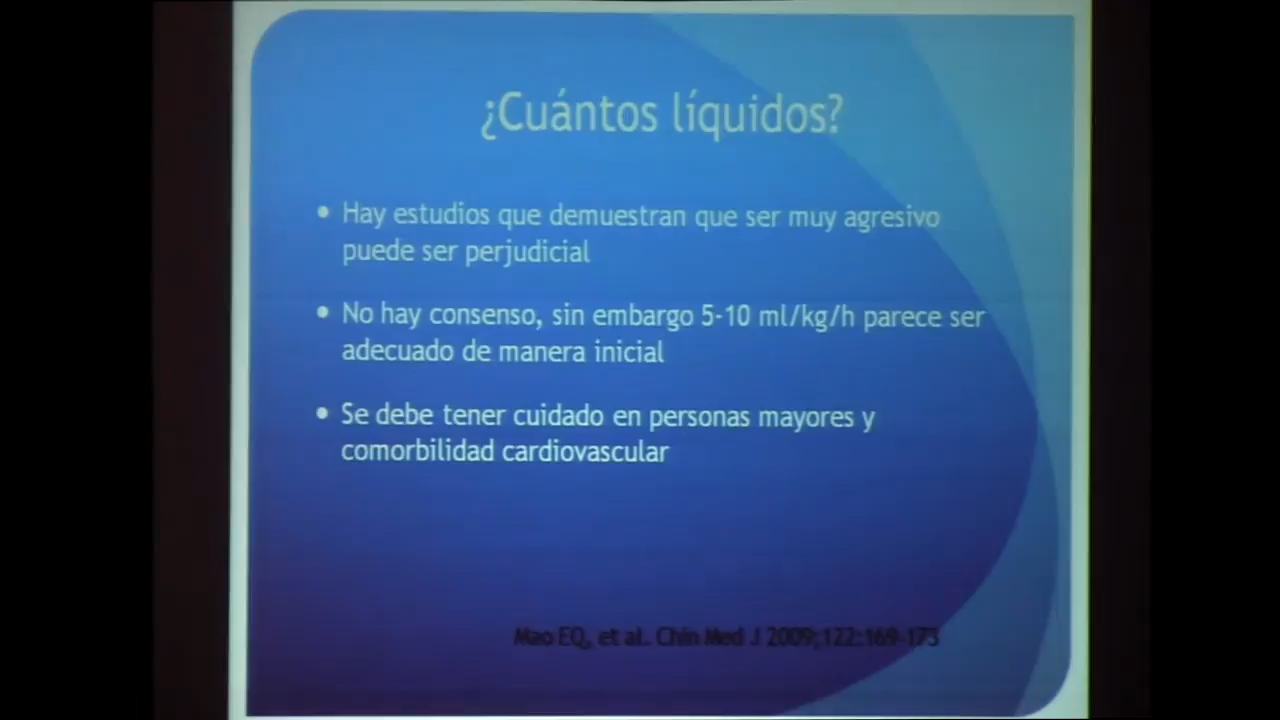 ¿Cuántos líquidos?
• Hay estudios que demuestran que ser muy agresivo
puede ser perjudicial
• No hay consenso, sin embargo 5-10 ml/kg/h parece ser
adecuado de manera inicial
• Se debe tener cuidado en personas mayores y
comorbilidad cardiovascular
Mao EQ, et al. Chin Med J 2009;122:169-173